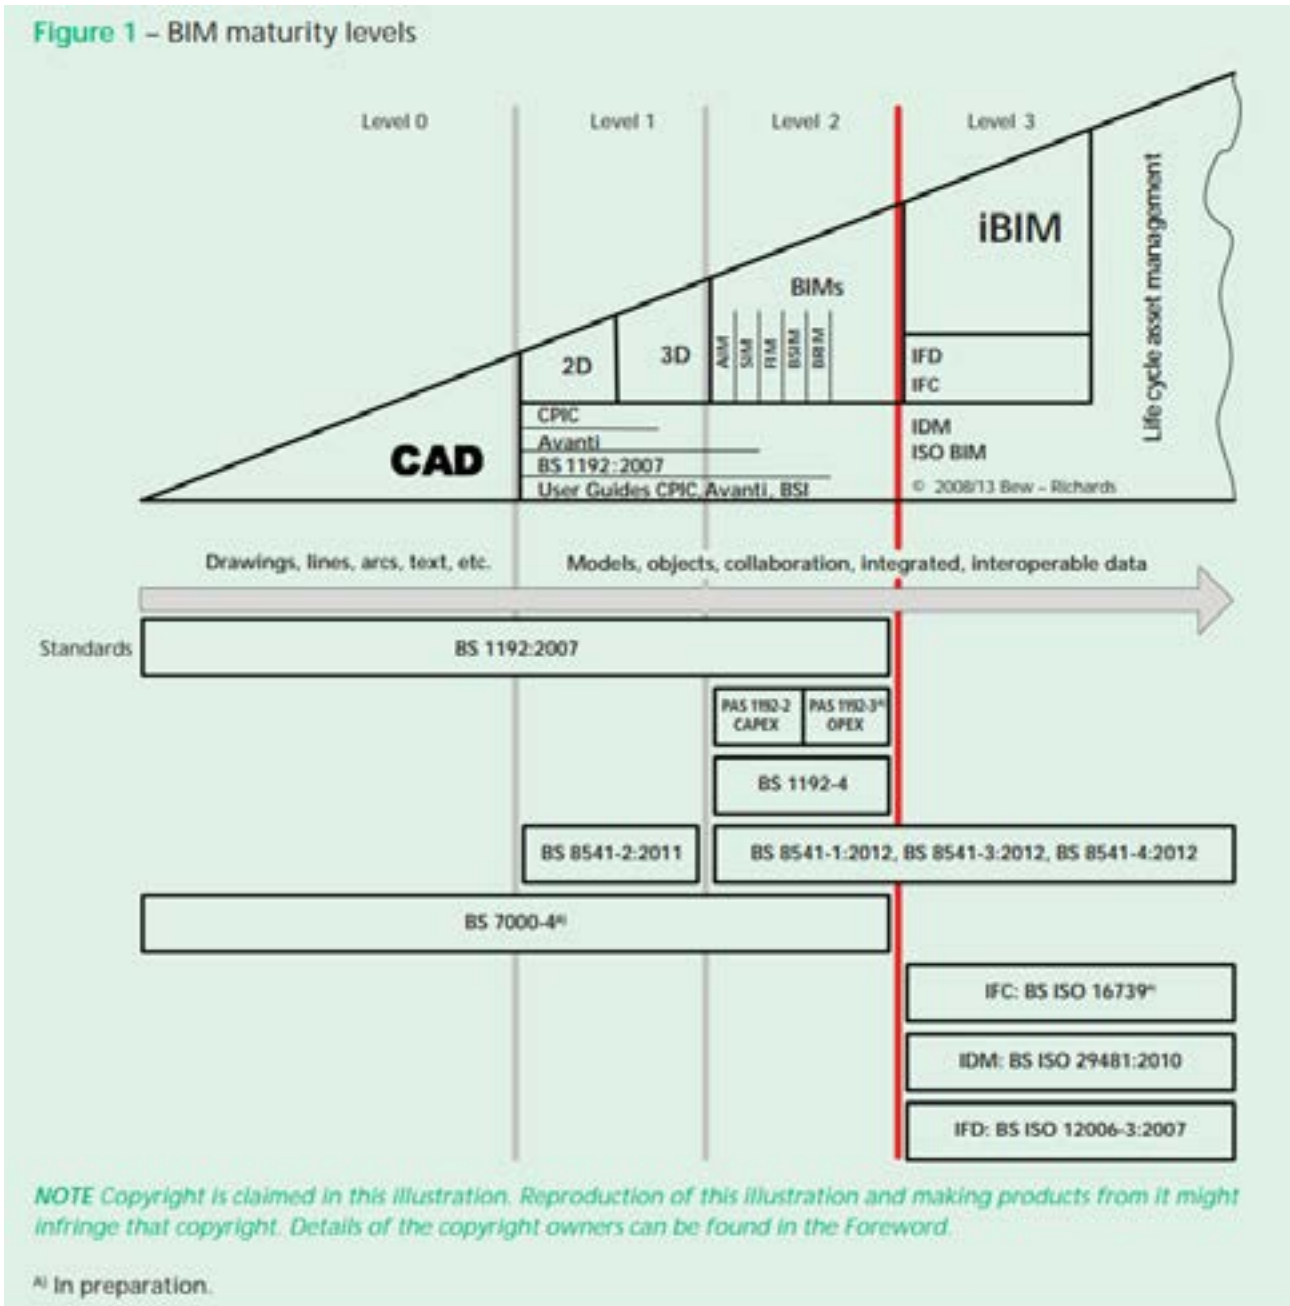 Figure 1 – BIM maturity levels
Level 0
Level 1
Level 2
Level 3
iBIM
Life cycle asset management
BIMs
2D
3D
AIM
SIM
FIM
BSIM
BRIM
IFD
IFC
CAD
CPIC
Avanti
BS 1192:2007
User Guides CPIC, Avanti, BSI
IDM
ISO BIM
© 2008/13 Bew – Richards
Drawings, lines, arcs, text, etc.
Models, objects, collaboration, integrated, interoperable data
Standards
BS 1192:2007
PAS 1192-2
CAPEX
PAS 1192-3ᴬ⁾
OPEX
BS 1192-4
BS 8541-2:2011
BS 8541-1:2012, BS 8541-3:2012, BS 8541-4:2012
BS 7000-4ᴬ⁾
IFC: BS ISO 16739ᴬ⁾
IDM: BS ISO 29481:2010
IFD: BS ISO 12006-3:2007
NOTE Copyright is claimed in this illustration. Reproduction of this illustration and making products from it might
infringe that copyright. Details of the copyright owners can be found in the Foreword.
ᴬ⁾ In preparation.